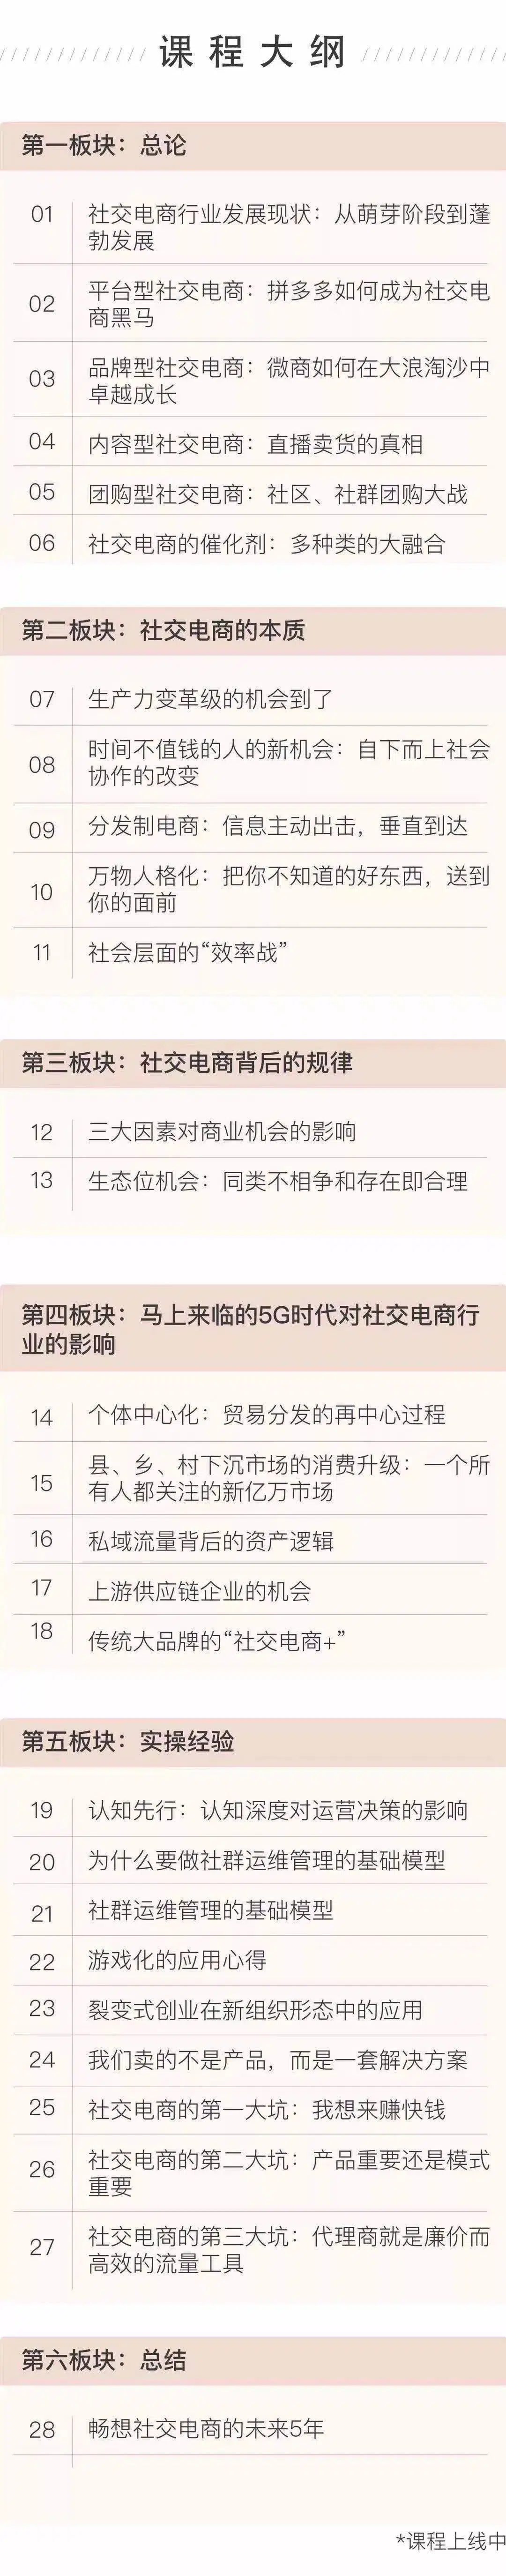 课程大纲
第一板块：总论
01
社交电商行业发展现状：从萌芽阶段到蓬
勃发展
02
平台型社交电商：拼多多如何成为社交电
商黑马
03
品牌型社交电商：微商如何在大浪淘沙中
卓越成长
04
内容型社交电商：直播卖货的真相
05
团购型社交电商：社区、社群团购大战
06
社交电商的催化剂：多种类的大融合
第二板块：社交电商的本质
07
生产力变革级的机会到了
08
时间不值钱的人的新机会：自下而上社会
协作的改变
09
分发制电商：信息主动出击，垂直到达
10
万物人格化：把你不知道的好东西，送到
你的面前
11
社会层面的“效率战”
第三板块：社交电商背后的规律
12
三大因素对商业机会的影响
13
生态位机会：同类不相争和存在即合理
第四板块：马上来临的5G时代对社交电商行
业的影响
14
个体中心化：贸易分发的再中心过程
15
县、乡、村下沉市场的消费升级：一个所
有人都关注的新亿万市场
16
私域流量背后的资产逻辑
17
上游供应链企业的机会
18
传统大品牌的“社交电商+”
第五板块：实操经验
19
认知先行：认知深度对运营决策的影响
20
为什么要做社群运维管理的基础模型
21
社群运维管理的基础模型
22
游戏化的应用心得
23
裂变式创业在新组织形态中的应用
24
我们卖的不是产品，而是一套解决方案
25
社交电商的第一大坑：我想来赚快钱
26
社交电商的第二大坑：产品重要还是模式
重要
27
社交电商的第三大坑：代理商就是廉价而
高效的流量工具
第六板块：总结
28
畅想社交电商的未来5年
*课程上线中